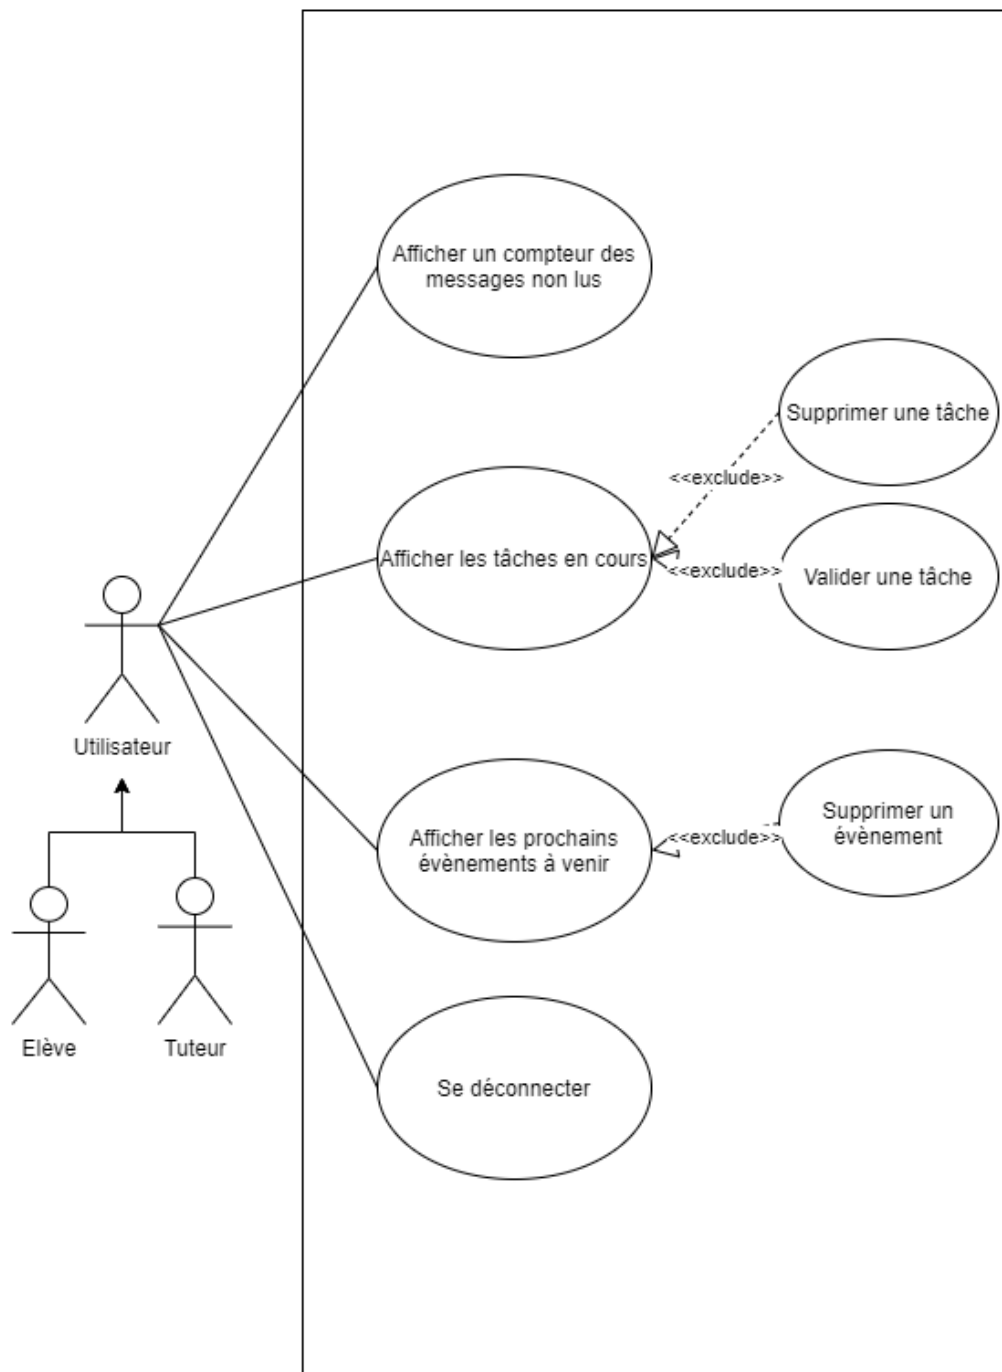 Afficher un compteur des
messages non lus
Supprimer une tâche
<<exclude>>
Afficher les tâches en cours
<<exclude>>
Valider une tâche
Utilisateur
Afficher les prochains
évènements à venir
<<exclude>>
Supprimer un
évènement
Elève
Tuteur
Se déconnecter